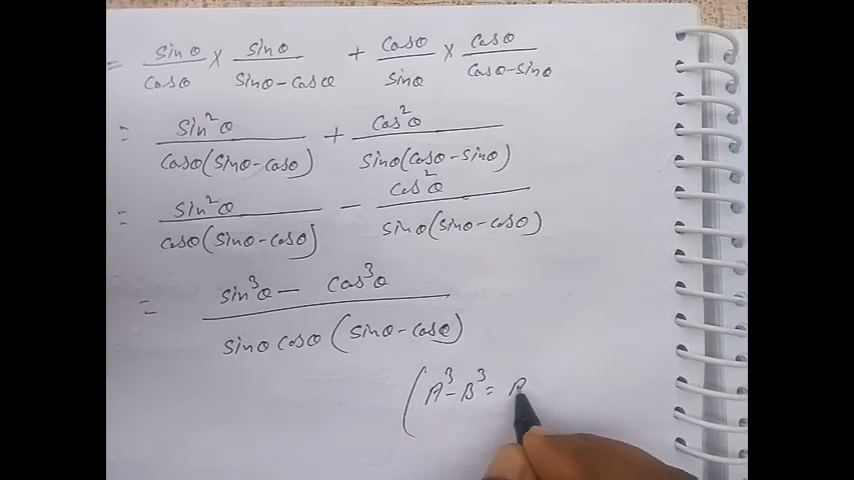 = sinθ/cosθ × sinθ/(sinθ-cosθ) + cosθ/sinθ × cosθ/(cosθ-sinθ)
= sin²θ/cosθ(sinθ-cosθ) + cos²θ/sinθ(cosθ-sinθ)
= sin²θ/cosθ(sinθ-cosθ) - cos²θ/sinθ(sinθ-cosθ)
= sin³θ - cos³θ/sinθ cosθ(sinθ-cosθ)
(A³-B³=